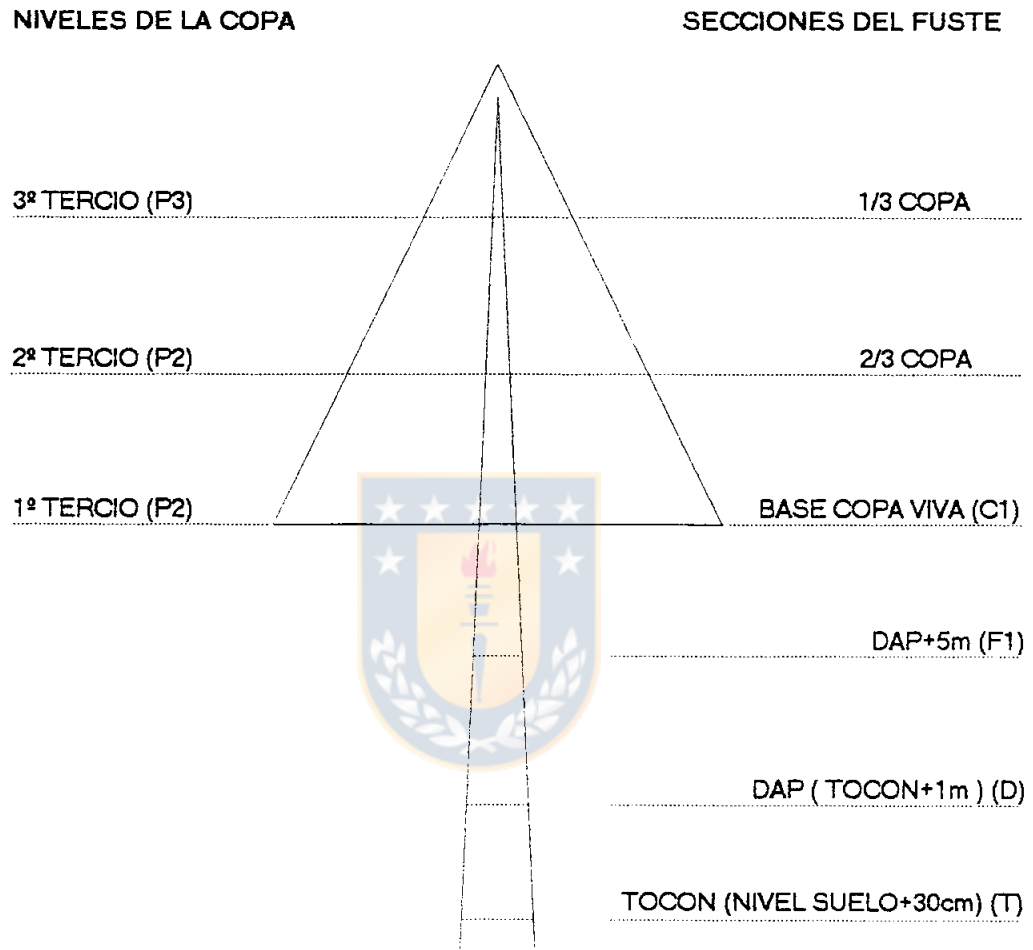 NIVELES DE LA COPA
SECCIONES DEL FUSTE
3º TERCIO (P3)
1/3 COPA
2º TERCIO (P2)
2/3 COPA
1º TERCIO (P2)
BASE COPA VIVA (C1)
DAP+5m (F1)
DAP ( TOCON+1m ) (D)
TOCON (NIVEL SUELO+30cm) (T)